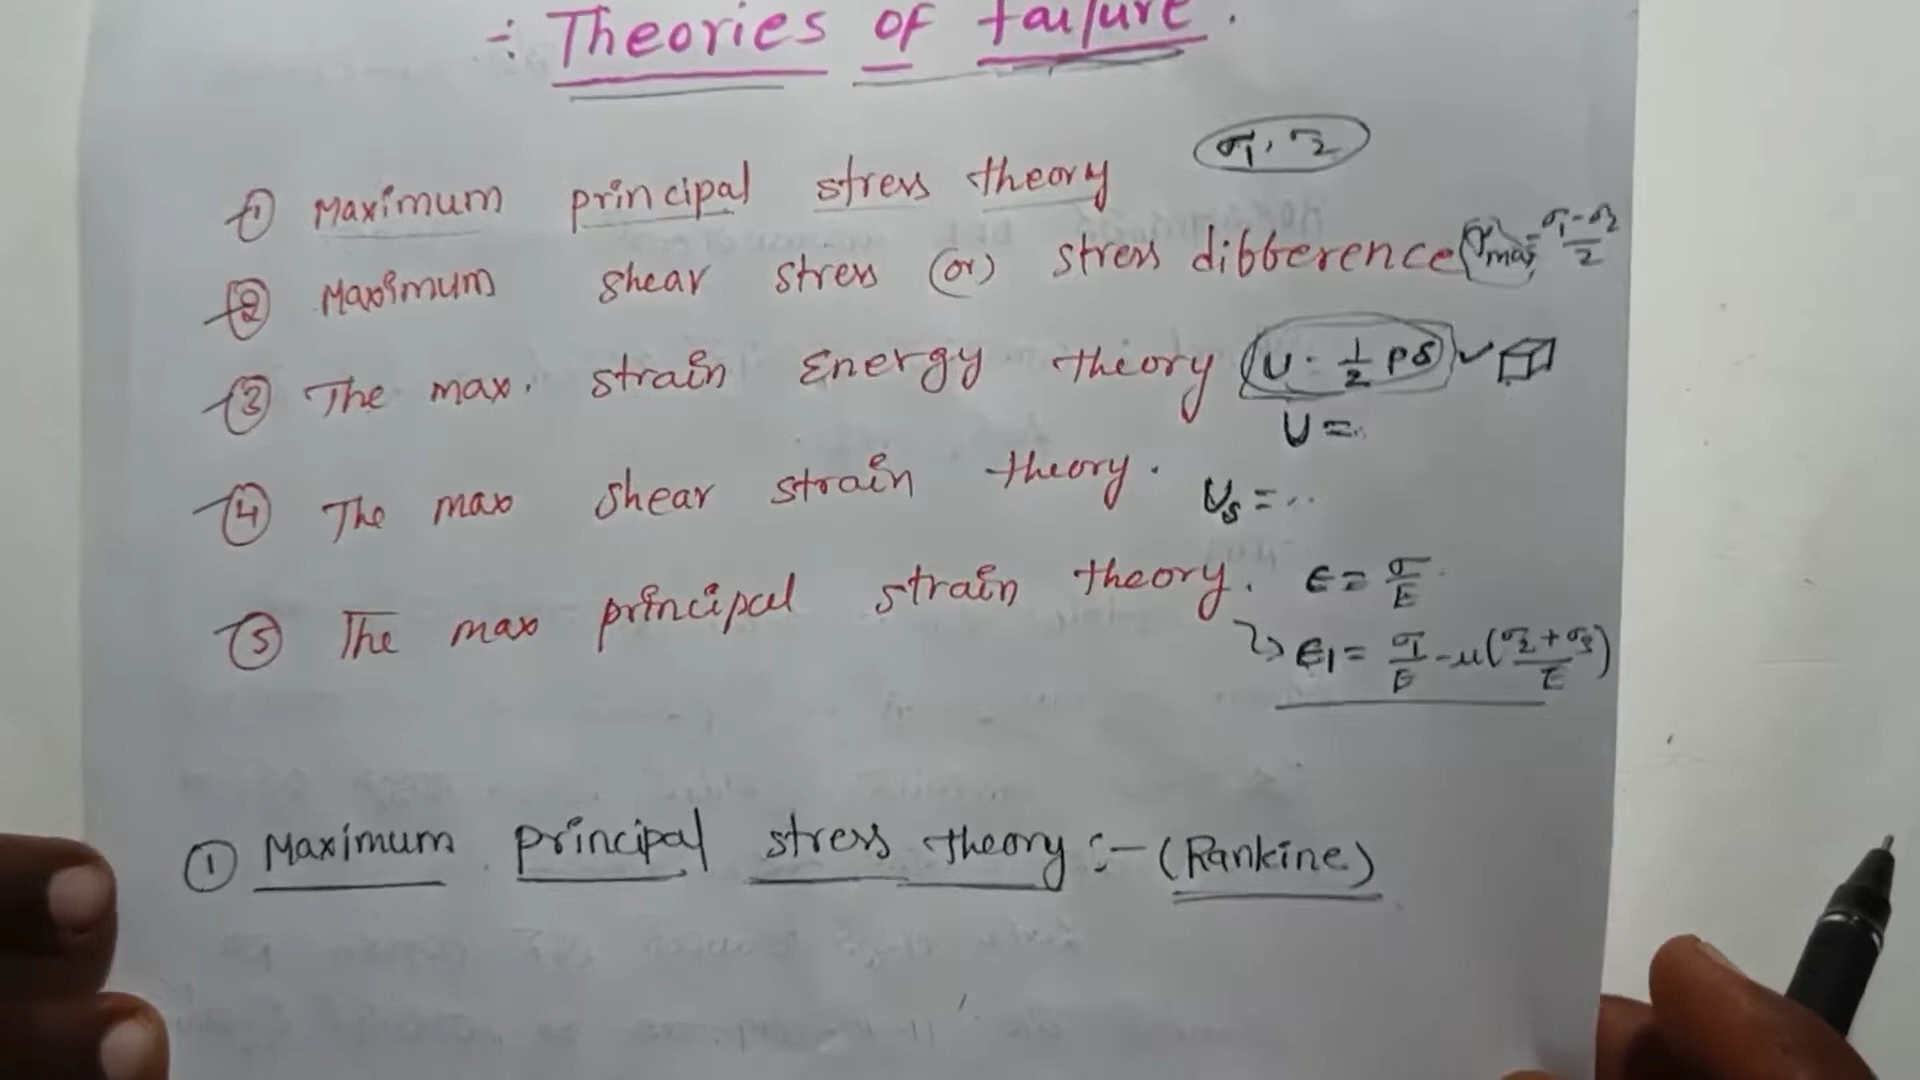 ÷ Theories of failure.
① Maximum principal stress theory σ1, σ2
② Maximum shear stress (or) stress difference (τmax = σ1-σ2/2
③ The max. strain Energy theory (U = 1/2 Pδ) ✓
U = ..
④ The max shear strain theory. Us = ...
⑤ The max principal strain theory. ϵ = σ/E
ϵ1 = σ1/E - μ(σ2+σ3/E)
① Maximum principal stress theory :- (Rankine)